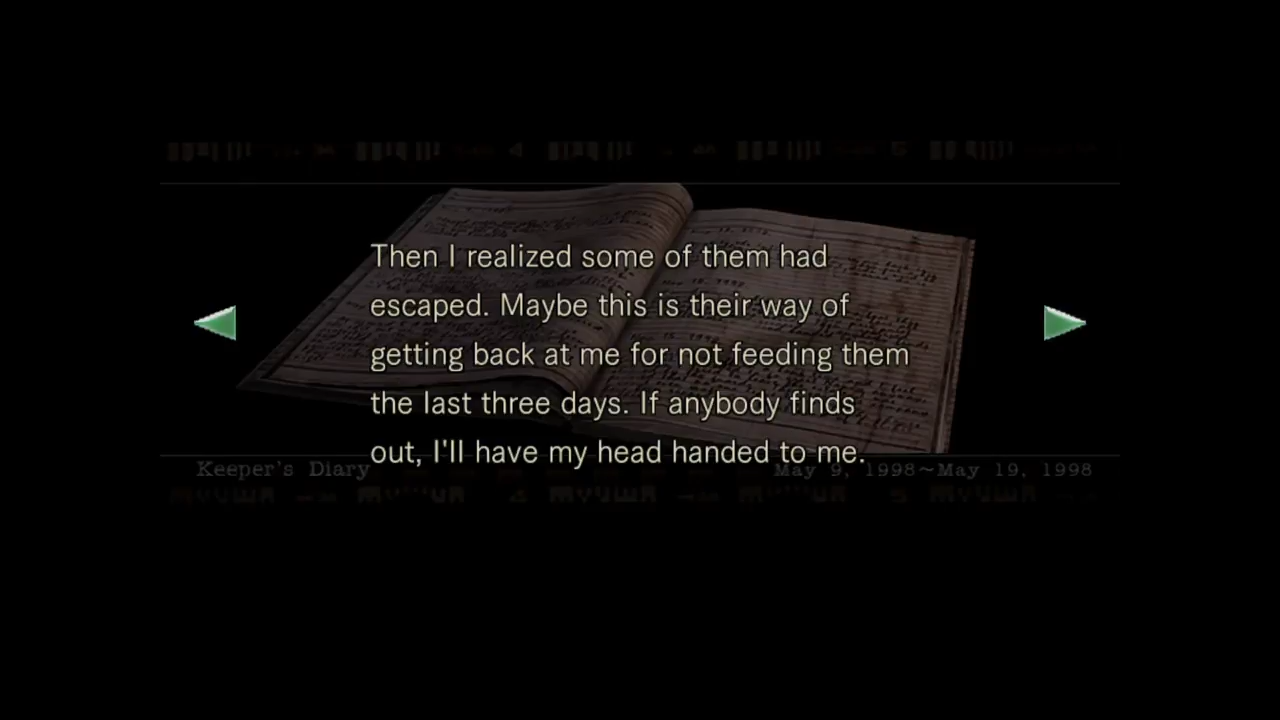 Then I realized some of them had
escaped. Maybe this is their way of
getting back at me for not feeding them
the last three days. If anybody finds
out, I'll have my head handed to me.
Keeper's Diary
May 9, 1998~May 19, 1998